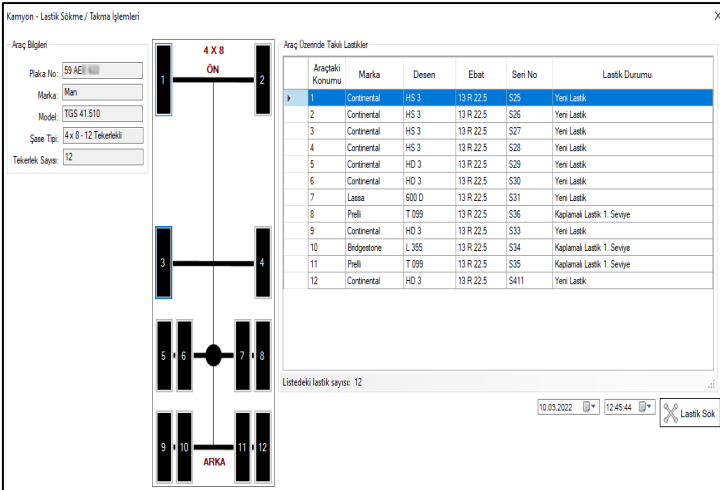 Kamyon - Lastik Sökme / Takma İşlemleri
Araç Bilgileri
Plaka No: 59 AE
Marka: Man
Model: TGS 41.510
Şase Tipi: 4 x 8 - 12 Tekerlekli
Tekerlek Sayısı: 12
4 X 8
ÖN
1 2
3 4
5 6 7 8
9 10 11 12
ARKA
Araç Üzerinde Takılı Lastikler
Araçtaki Konumu Marka Desen Ebat Seri No Lastik Durumu
1 Continental HS 3 13 R 22.5 S25 Yeni Lastik
2 Continental HS 3 13 R 22.5 S26 Yeni Lastik
3 Continental HS 3 13 R 22.5 S27 Yeni Lastik
4 Continental HS 3 13 R 22.5 S28 Yeni Lastik
5 Continental HD 3 13 R 22.5 S29 Yeni Lastik
6 Continental HD 3 13 R 22.5 S30 Yeni Lastik
7 Lassa 600 D 13 R 22.5 S31 Yeni Lastik
8 Prelli T 099 13 R 22.5 S36 Kaplamalı Lastik 1. Seviye
9 Continental HD 3 13 R 22.5 S33 Yeni Lastik
10 Bridgestone L 355 13 R 22.5 S34 Kaplamalı Lastik 1. Seviye
11 Prelli T 099 13 R 22.5 S35 Kaplamalı Lastik 1. Seviye
12 Continental HD 3 13 R 22.5 S411 Yeni Lastik
Listedeki lastik sayısı: 12
10.03.2022 12:45:44 Lastik Sök